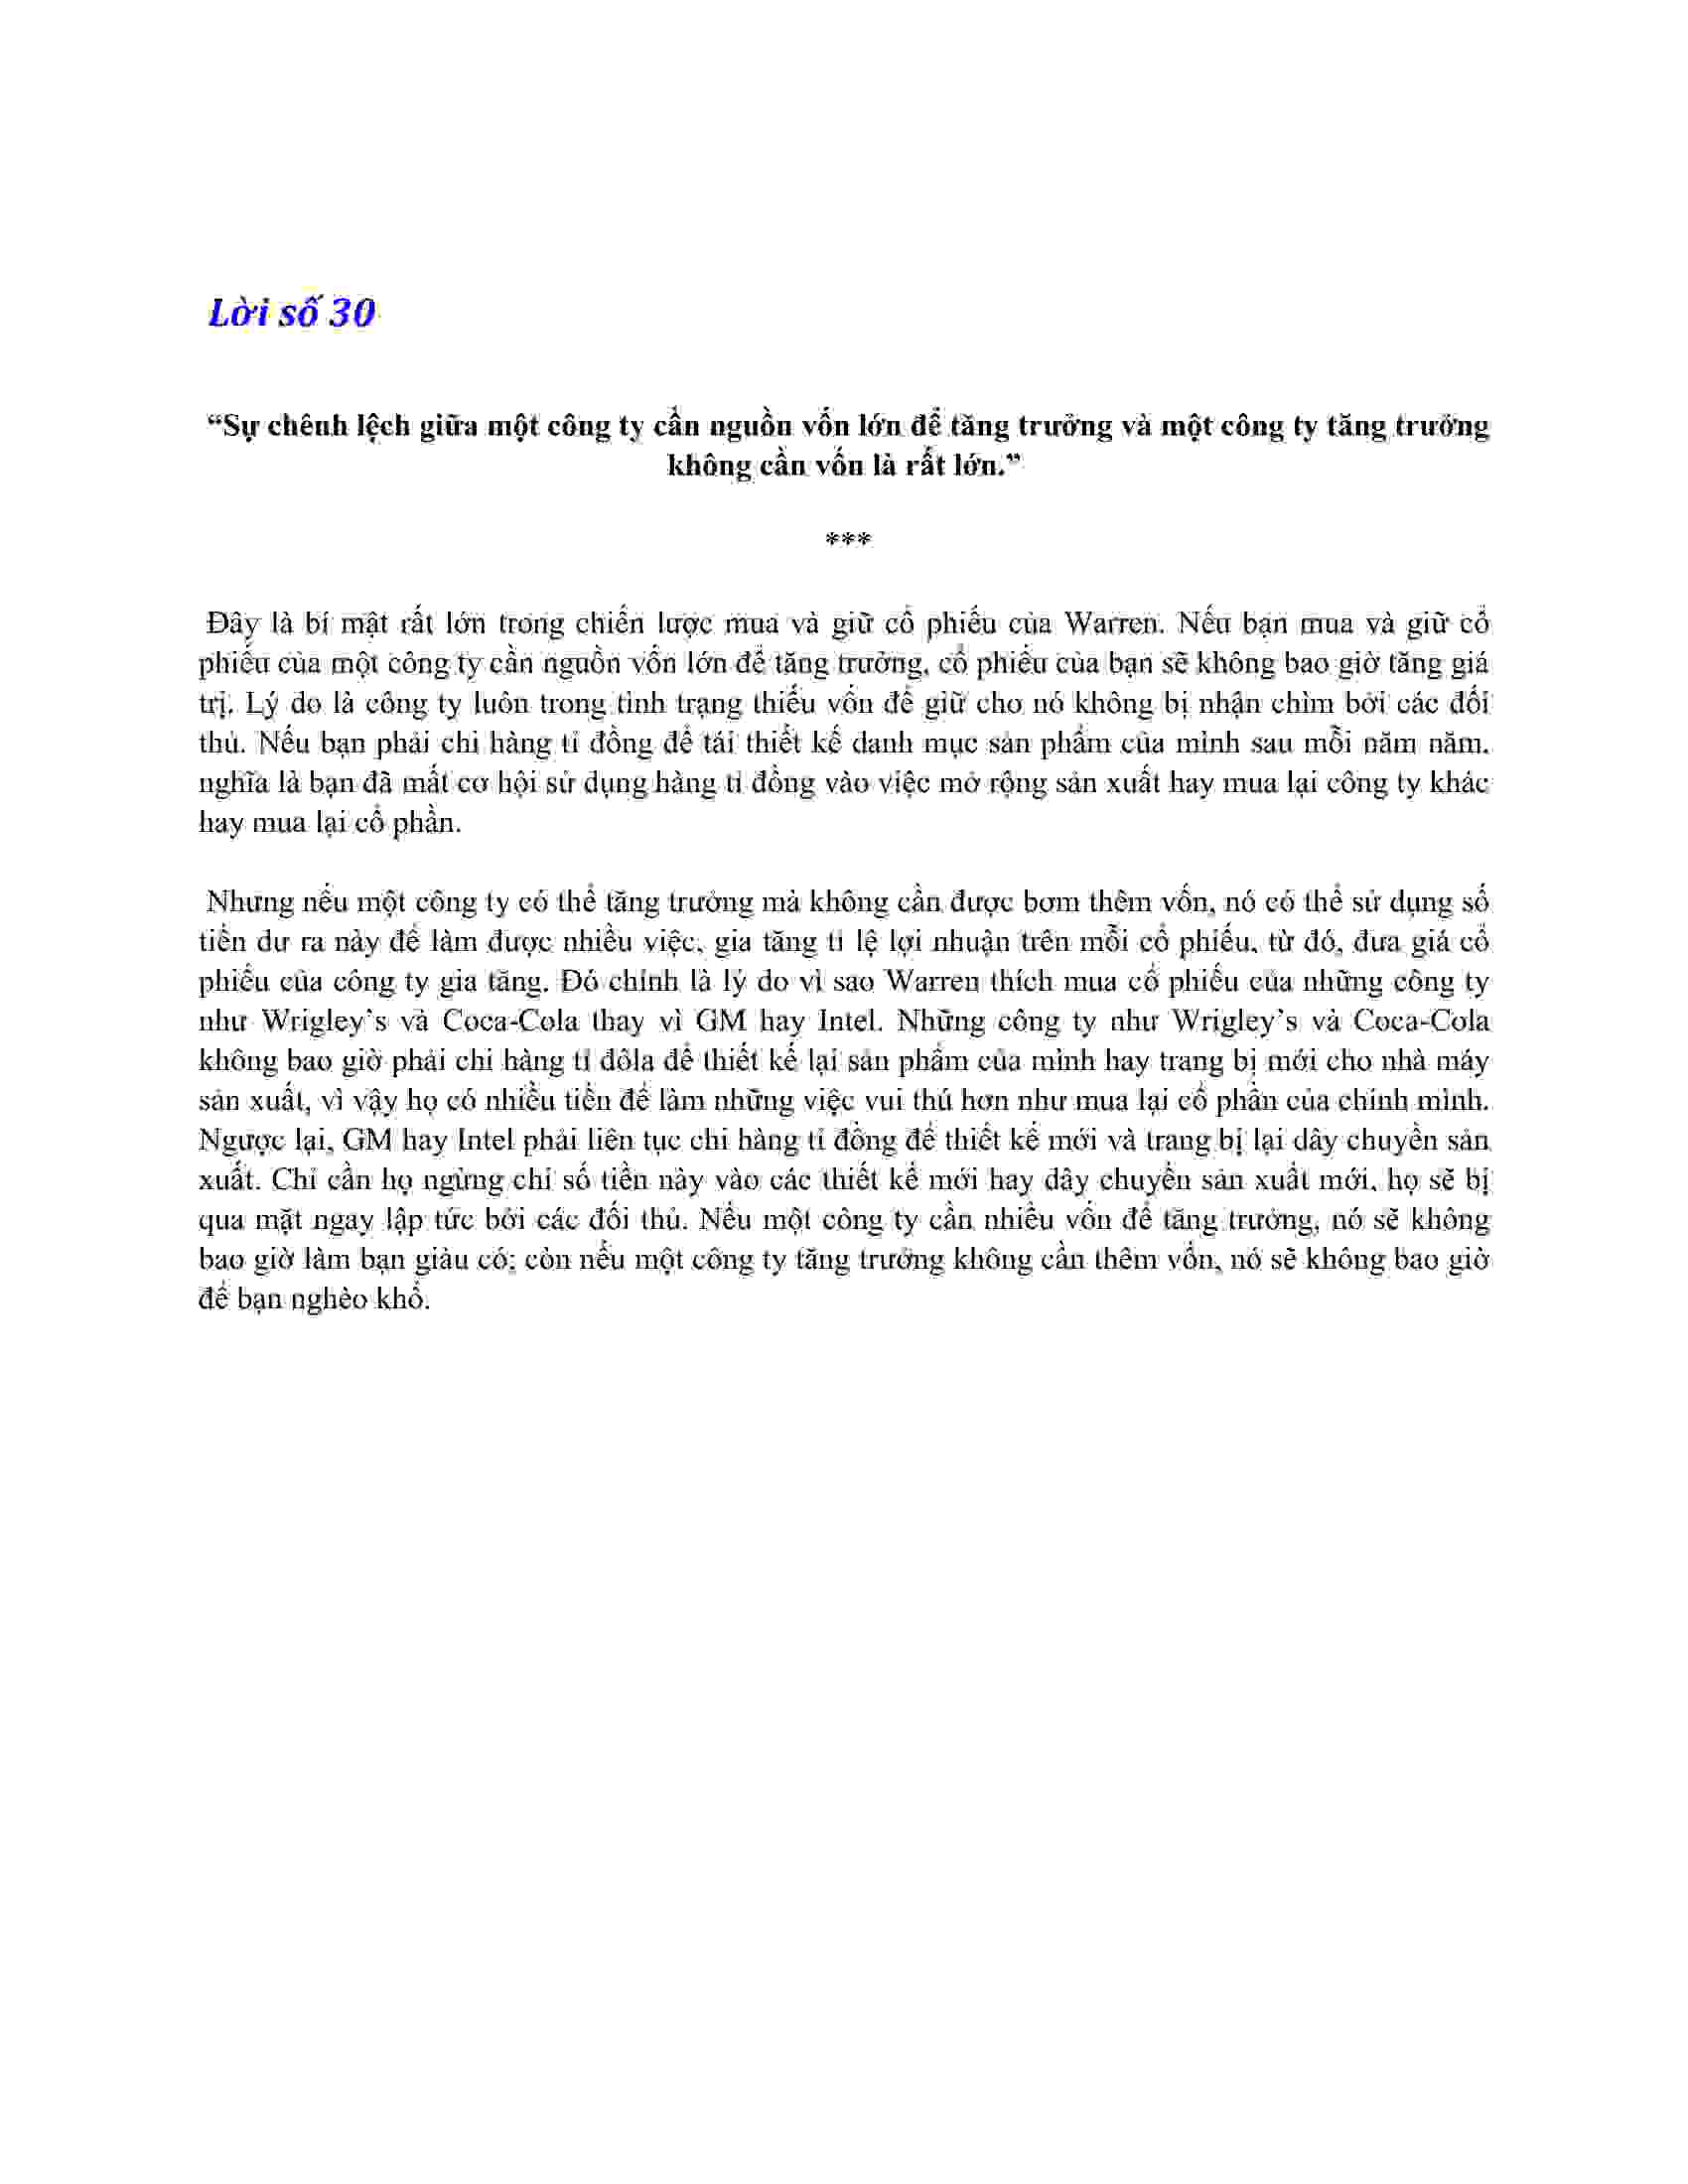 Lời số 30
“Sự chênh lệch giữa một công ty cần nguồn vốn lớn để tăng trưởng và một công ty tăng trưởng
không cần vốn là rất lớn.”
***
Đây là bí mật rất lớn trong chiến lược mua và giữ cổ phiếu của Warren. Nếu bạn mua và giữ cổ
phiếu của một công ty cần nguồn vốn lớn để tăng trưởng, cổ phiếu của bạn sẽ không bao giờ tăng giá
trị. Lý do là công ty luôn trong tình trạng thiếu vốn để giữ cho nó không bị nhận chìm bởi các đối
thủ. Nếu bạn phải chi hàng tỉ đồng để tái thiết kế danh mục sản phẩm của mình sau mỗi năm năm,
nghĩa là bạn đã mất cơ hội sử dụng hàng tỉ đồng vào việc mở rộng sản xuất hay mua lại công ty khác
hay mua lại cổ phần.
Nhưng nếu một công ty có thể tăng trưởng mà không cần được bơm thêm vốn, nó có thể sử dụng số
tiền dư ra này để làm được nhiều việc, gia tăng tỉ lệ lợi nhuận trên mỗi cổ phiếu, từ đó, đưa giá cổ
phiếu của công ty gia tăng. Đó chính là lý do vì sao Warren thích mua cổ phiếu của những công ty
như Wrigley’s và Coca-Cola thay vì GM hay Intel. Những công ty như Wrigley’s và Coca-Cola
không bao giờ phải chi hàng tỉ đôla để thiết kế lại sản phẩm của mình hay trang bị mới cho nhà máy
sản xuất, vì vậy họ có nhiều tiền để làm những việc vui thú hơn như mua lại cổ phần của chính mình.
Ngược lại, GM hay Intel phải liên tục chi hàng tỉ đồng để thiết kế mới và trang bị lại dây chuyền sản
xuất. Chỉ cần họ ngừng chi số tiền này vào các thiết kế mới hay dây chuyền sản xuất mới, họ sẽ bị
qua mặt ngay lập tức bởi các đối thủ. Nếu một công ty cần nhiều vốn để tăng trưởng, nó sẽ không
bao giờ làm bạn giàu có; còn nếu một công ty tăng trưởng không cần thêm vốn, nó sẽ không bao giờ
để bạn nghèo khổ.